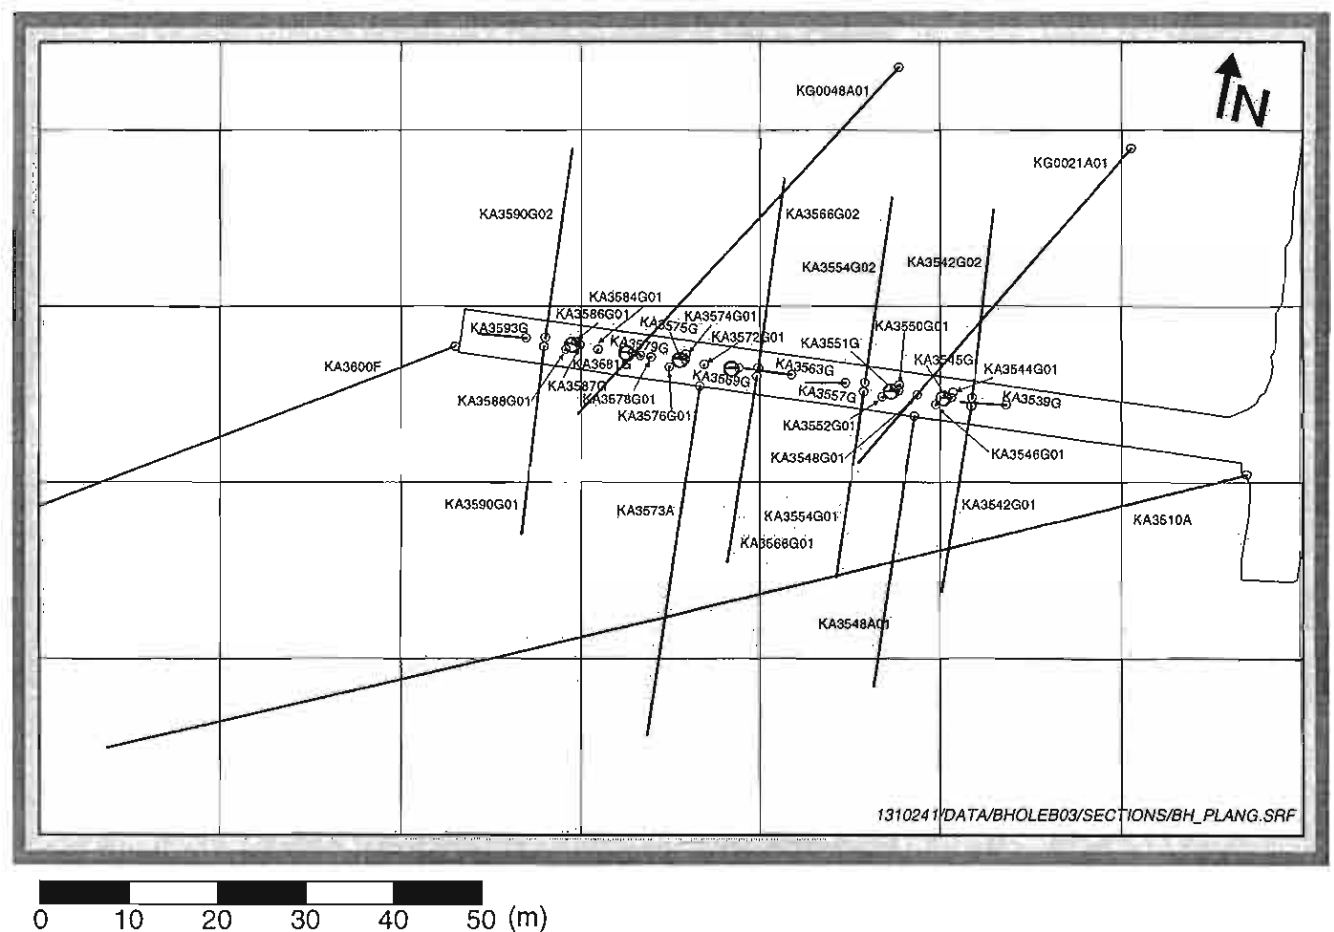 KG0048A01
N
KG0021A01
KA3590G02
KA3566G02
KA3554G02
KA3542G02
KA3584G01
KA3586G01
KA3574G01
KA3593G
KA3575G
KA3572G01
KA3550G01
KA3579G
KA3551G
KA3545G
KA3544G01
KA3600F
KA3681G
KA3569G
KA3563G
KA3587G
KA3557G
KA3539G
KA3588G01
KA3578G01
KA3576G01
KA3552G01
KA3548G01
KA3546G01
KA3590G01
KA3573A
KA3554G01
KA3542G01
KA3510A
KA3566G01
KA3548A01
1310241/DATA/BHOLEB03/SECTIONS/BH_PLANG.SRF
0 10 20 30 40 50 (m)